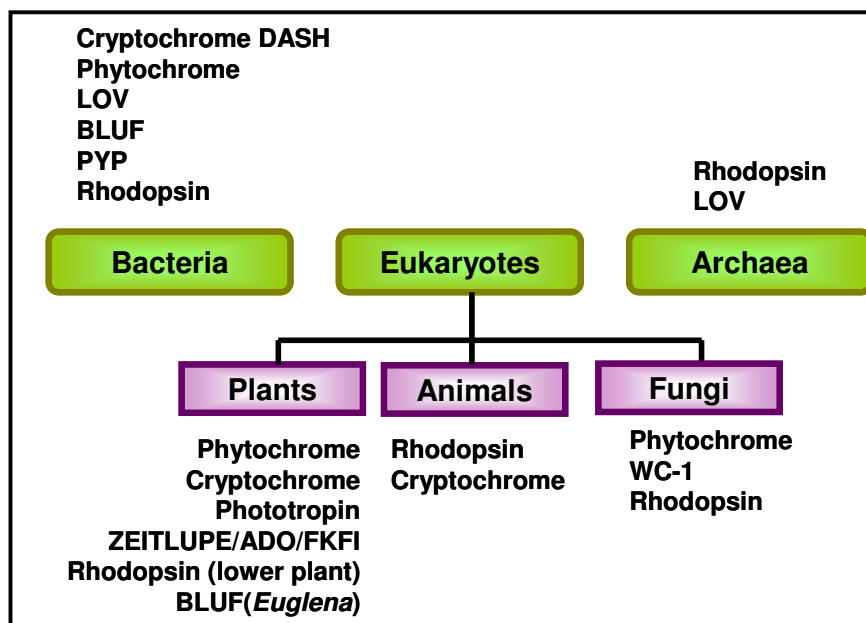 Cryptochrome DASH
Phytochrome
LOV
BLUF
PYP
Rhodopsin
Rhodopsin
LOV
Bacteria
Eukaryotes
Archaea
Plants
Animals
Fungi
Phytochrome
Cryptochrome
Phototropin
ZEITLUPE/ADO/FKFI
Rhodopsin (lower plant)
BLUF(Euglena)
Rhodopsin
Cryptochrome
Phytochrome
WC-1
Rhodopsin